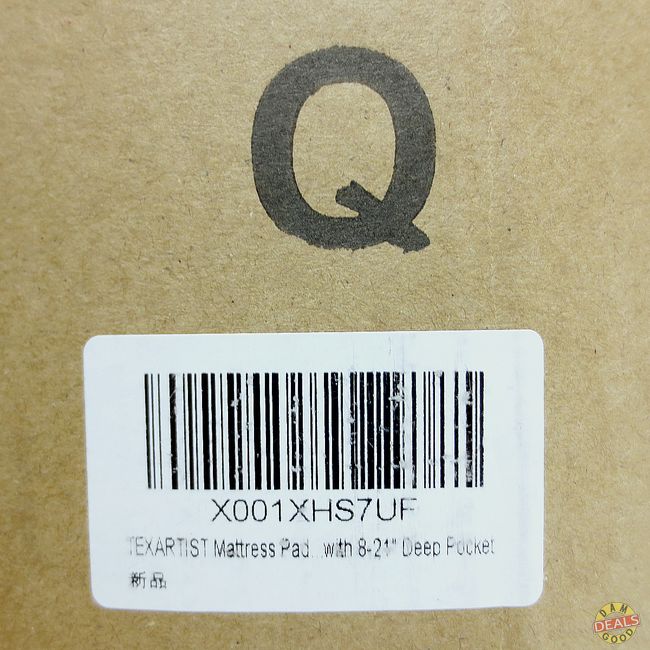 Q
X001XHS7UF
TEXARTIST Mattress Pad...with 8-21" Deep Pocket
新品
DAM
DEALS
GOOD